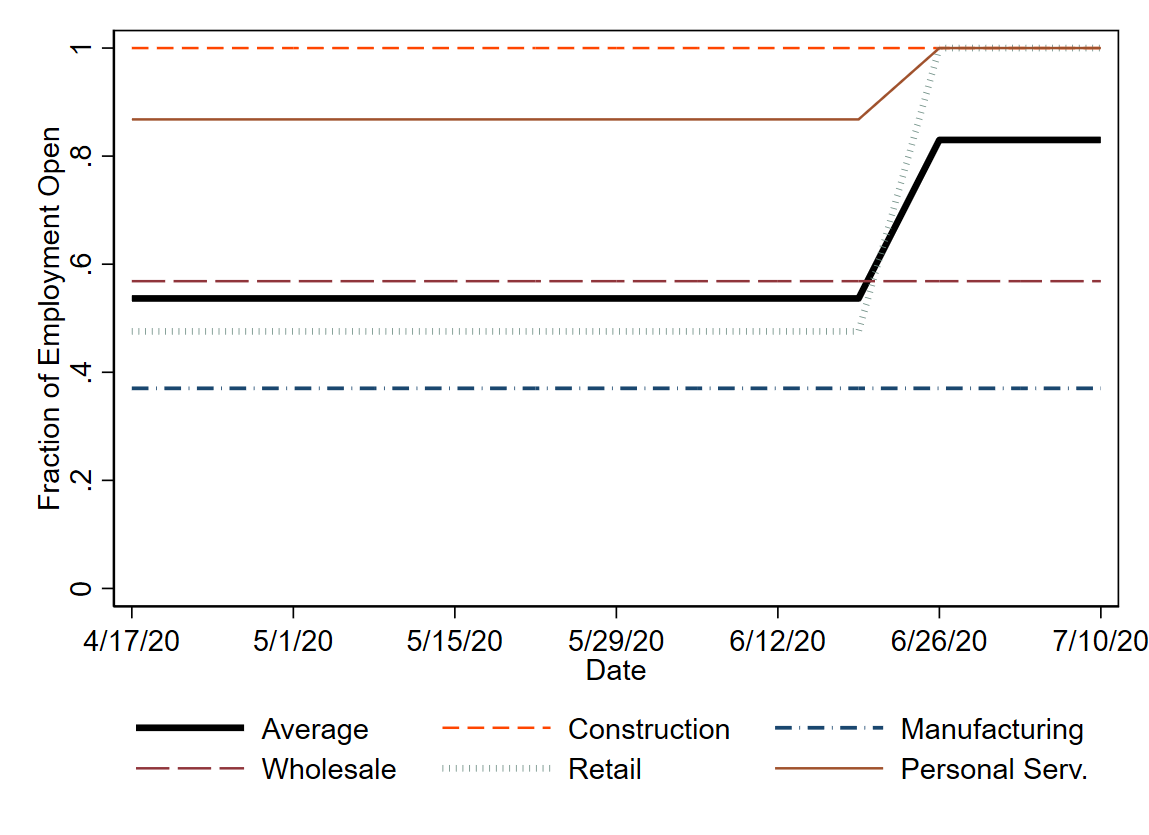 Fraction of Employment Open
1
.8
.6
.4
.2
0
4/17/20 5/1/20 5/15/20 5/29/20 6/12/20 6/26/20 7/10/20
Date
Average Construction Manufacturing
Wholesale Retail Personal Serv.